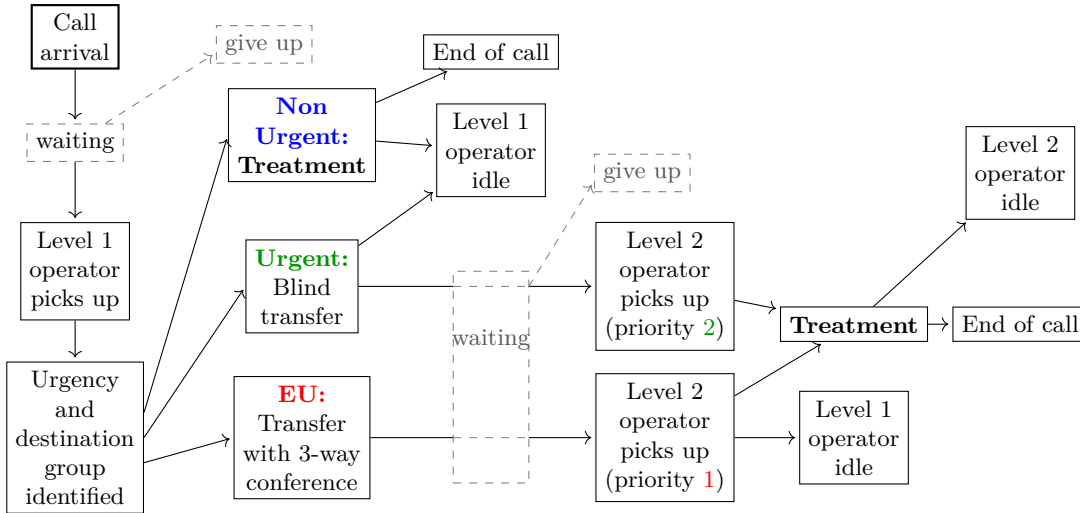 Call
arrival
give up
waiting
Level 1
operator
picks up
Urgency
and
destination
group
identified
Non
Urgent:
Treatment
End of call
Level 1
operator
idle
Urgent:
Blind
transfer
EU:
Transfer
with 3-way
conference
waiting
give up
Level 2
operator
picks up
(priority 2)
Level 2
operator
picks up
(priority 1)
Treatment
Level 2
operator
idle
End of call
Level 1
operator
idle